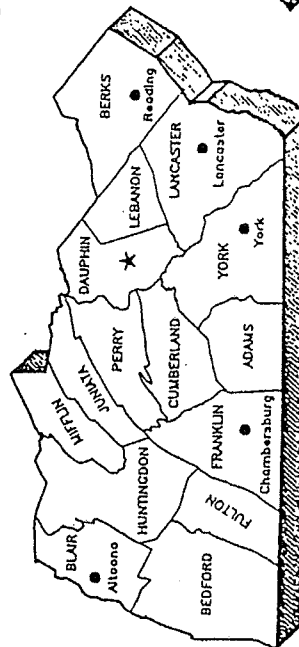 BERKS
Reading
LANCASTER
Lancaster
LEBANON
DAUPHIN
YORK
York
PERRY
CUMBERLAND
ADAMS
JUNIATA
MIFFLIN
FRANKLIN
Chambersburg
HUNTINGDON
FULTON
BLAIR
Altoona
BEDFORD